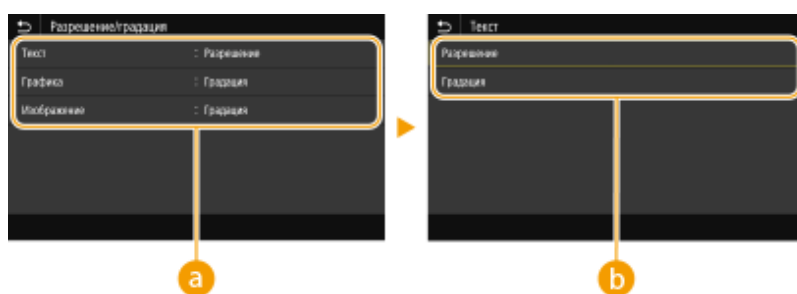 Разрешение/градация
Текст : Разрешение
Графика : Градация
Изображение : Градация
a
Текст
Разрешение
Градация
b